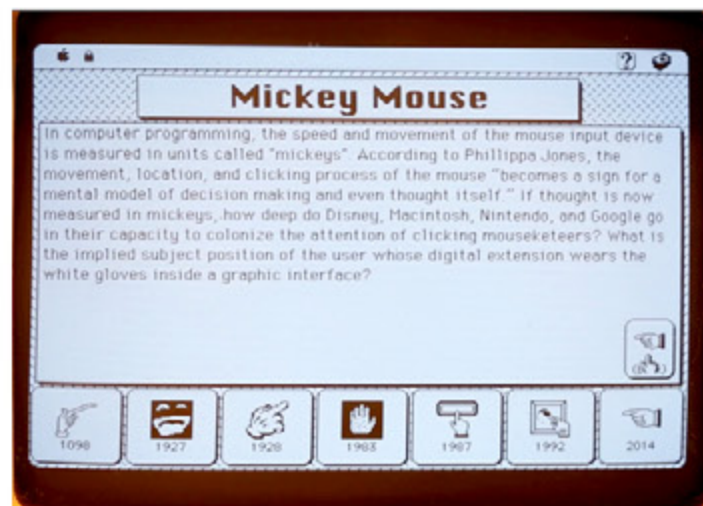 Mickey Mouse
In computer programming, the speed and movement of the mouse input device
is measured in units called "mickeys". According to Phillippa Jones, the
movement, location, and clicking process of the mouse "becomes a sign for a
mental model of decision making and even thought itself." If thought is now
measured in mickeys, how deep do Disney, Macintosh, Nintendo, and Google go
in their capacity to colonize the attention of clicking mouseketeers? What is
the implied subject position of the user whose digital extension wears the
white gloves inside a graphic interface?
1098 1927 1928 1983 1987 1992 2014